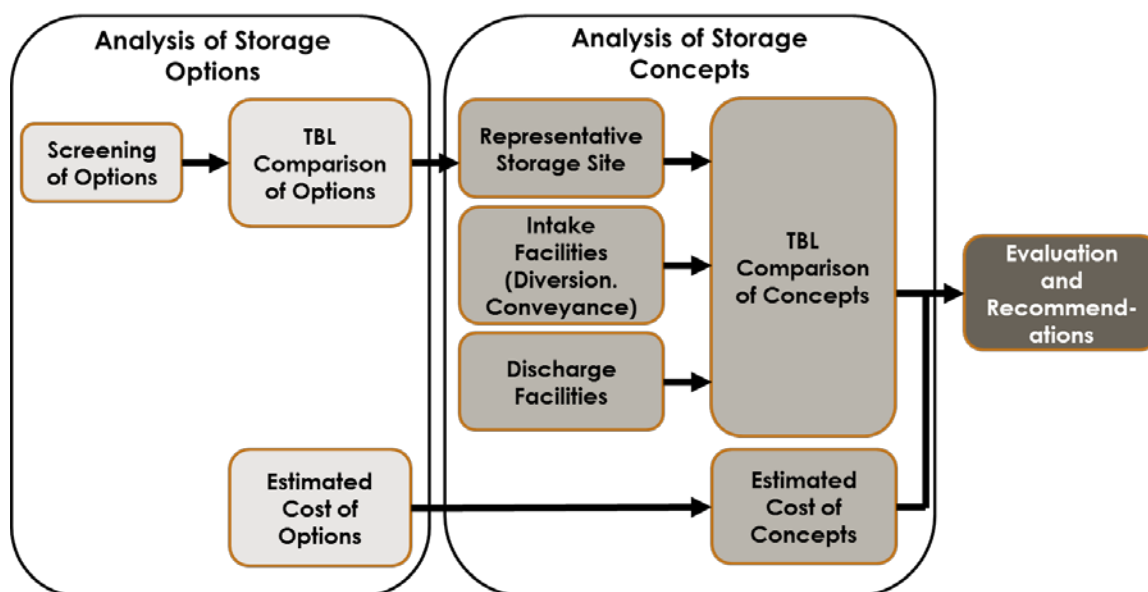 Analysis of Storage
Options
Screening
of Options
TBL
Comparison
of Options
Estimated
Cost of
Options
Analysis of Storage
Concepts
Representative
Storage Site
Intake
Facilities
(Diversion.
Conveyance)
Discharge
Facilities
TBL
Comparison
of Concepts
Estimated
Cost of
Concepts
Evaluation
and
Recommend-
ations